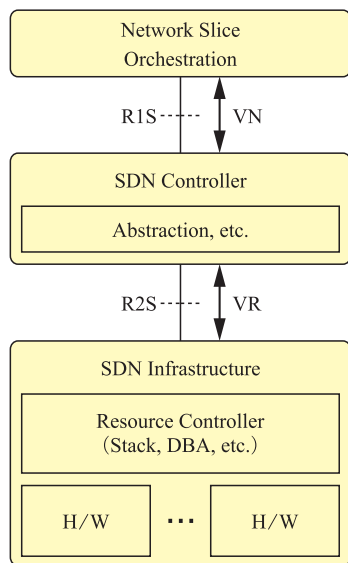 Network Slice
Orchestration
R1S
VN
SDN Controller
Abstraction, etc.
R2S
VR
SDN Infrastructure
Resource Controller
(Stack, DBA, etc.)
H/W ··· H/W